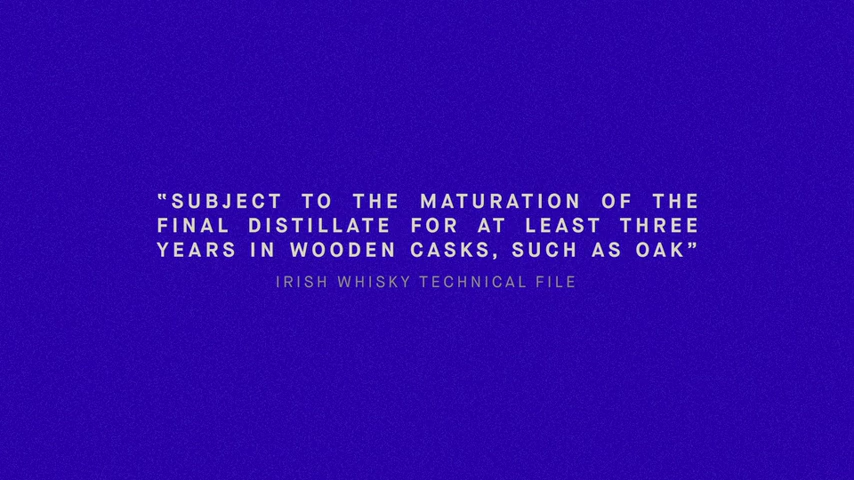 “SUBJECT TO THE MATURATION OF THE
FINAL DISTILLATE FOR AT LEAST THREE
YEARS IN WOODEN CASKS, SUCH AS OAK”
IRISH WHISKY TECHNICAL FILE